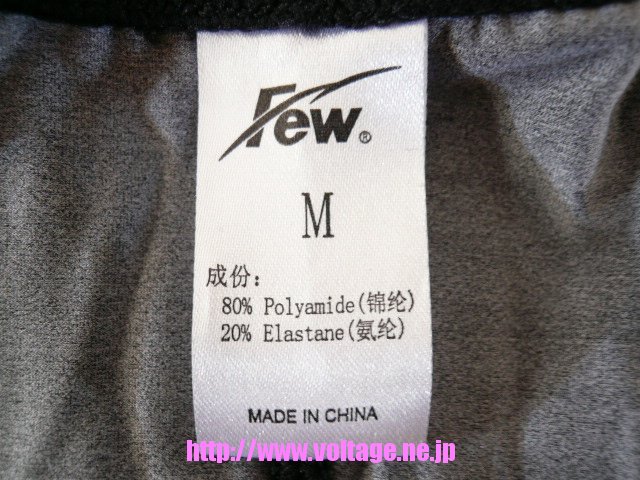 Few®
M
成份:
80% Polyamide(锦纶)
20% Elastane(氨纶)
MADE IN CHINA
http://www.voltage.ne.jp